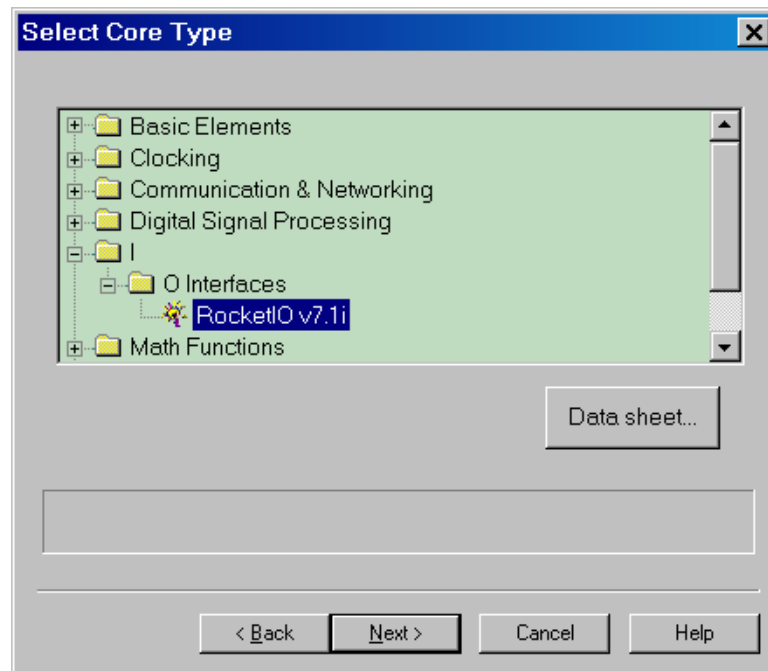 Select Core Type
Basic Elements
Clocking
Communication & Networking
Digital Signal Processing
I
O Interfaces
RocketIO v7.1i
Math Functions
Data sheet...
< Back
Next >
Cancel
Help